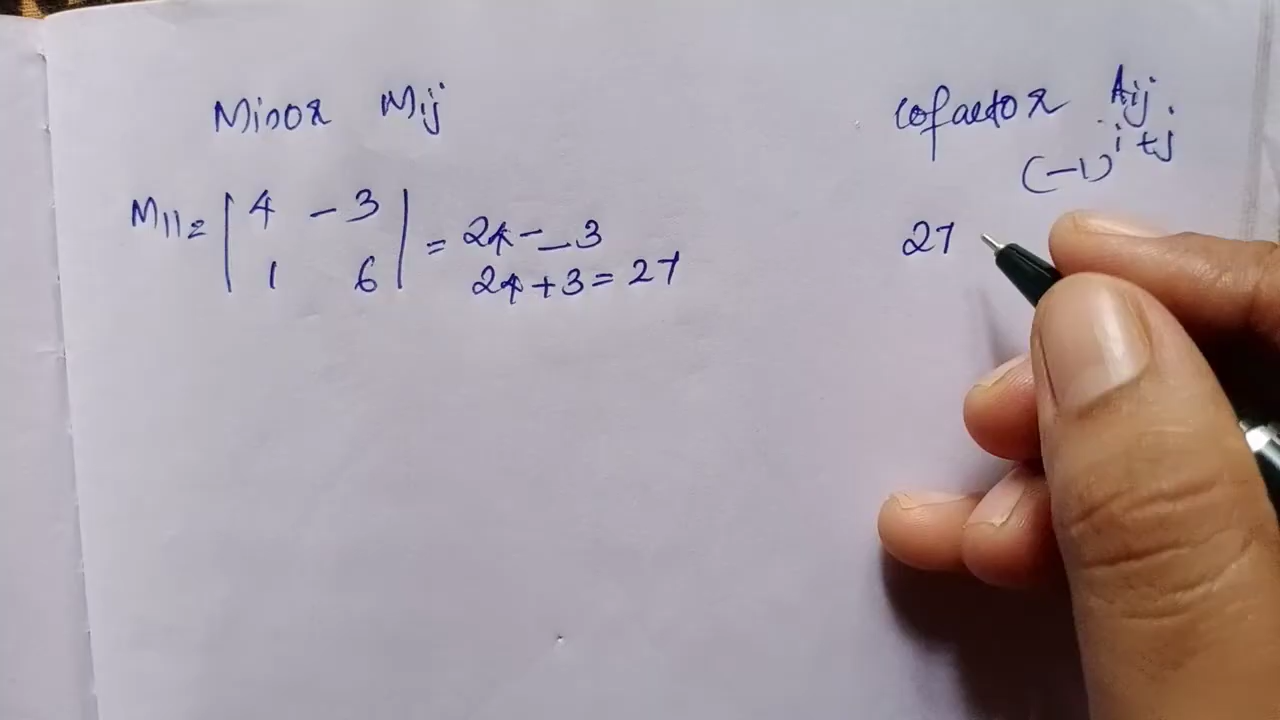 Minor Mij
Cofactor Aij.
(-1)^i+j
M11= | 4 -3 | = 24 - -3
| 1 6 | 24+3=27
27